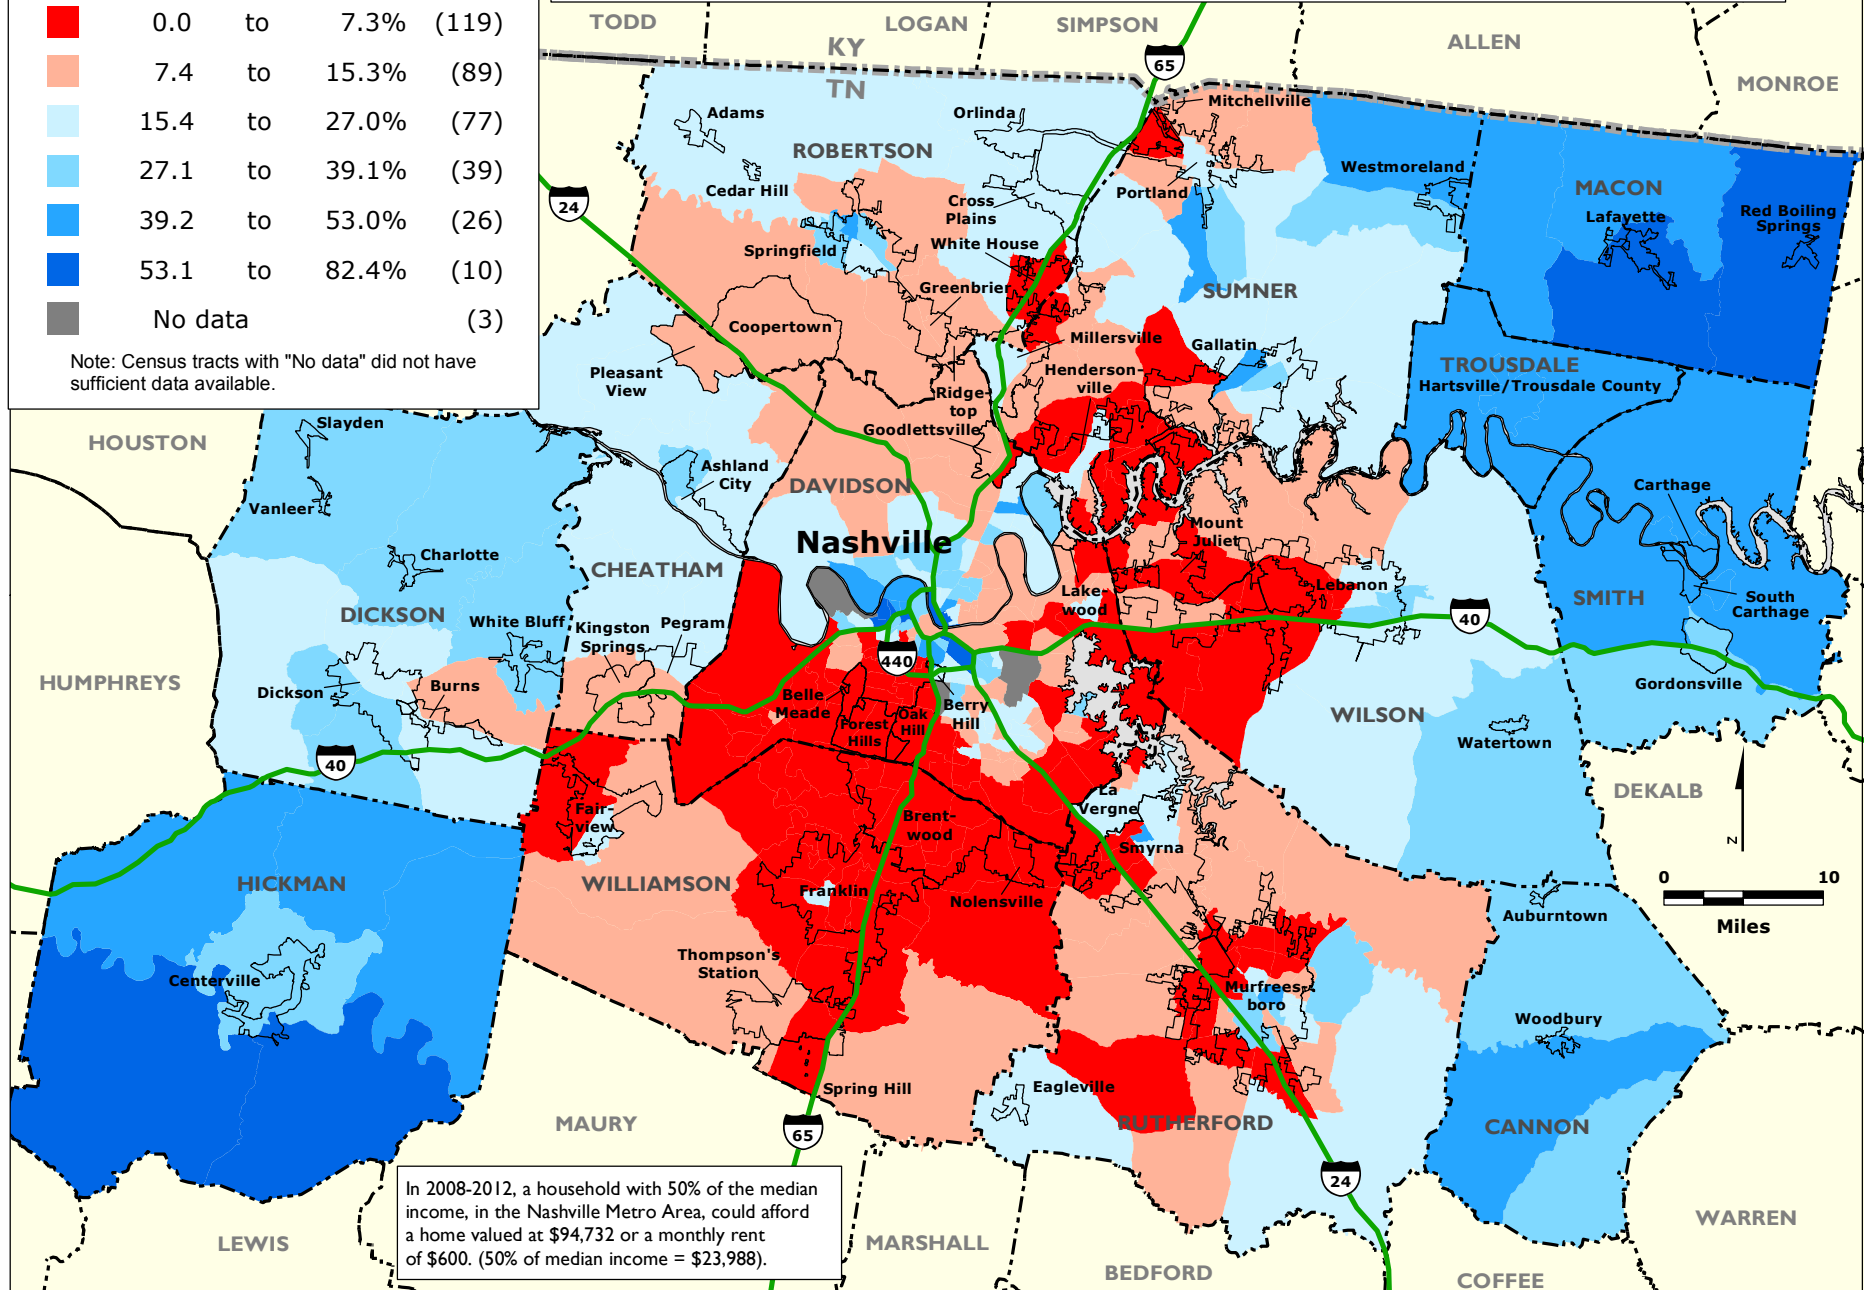 0.0 to 7.3% (119)
7.4 to 15.3% (89)
15.4 to 27.0% (77)
27.1 to 39.1% (39)
39.2 to 53.0% (26)
53.1 to 82.4% (10)
No data (3)
Note: Census tracts with "No data" did not have
sufficient data available.
TODD
LOGAN
SIMPSON
ALLEN
MONROE
KY
TN
65
24
Adams
Orlinda
Mitchellville
ROBERTSON
Cedar Hill
Cross
Plains
Portland
Westmoreland
MACON
Lafayette
Red Boiling
Springs
Springfield
White House
Greenbrier
SUMNER
Coopertown
Millersville
Gallatin
TROUSDALE
Hartsville/Trousdale County
Pleasant
View
Henderson-
ville
Ridge-
top
Goodlettsville
HOUSTON
Slayden
Ashland
City
DAVIDSON
Carthage
Vanleer
Nashville
Mount
Juliet
Charlotte
CHEATHAM
Lebanon
Lake-
wood
SMITH
South
Carthage
DICKSON
White Bluff
Kingston
Springs
Pegram
40
440
HUMPHREYS
Dickson
Burns
Belle
Meade
Forest
Hills
Oak
Hill
Berry
Hill
Gordonsville
WILSON
Watertown
40
DEKALB
La
Vergne
Fair-
view
Brent-
wood
Smyrna
N
HICKMAN
WILLIAMSON
Franklin
Nolensville
0 10
Miles
Auburntown
Thompson's
Station
Centerville
Murfrees-
boro
Woodbury
Eagleville
Spring Hill
RUTHERFORD
CANNON
MAURY
65
24
In 2008-2012, a household with 50% of the median
income, in the Nashville Metro Area, could afford
a home valued at $94,732 or a monthly rent
of $600. (50% of median income = $23,988).
LEWIS
MARSHALL
BEDFORD
COFFEE
WARREN